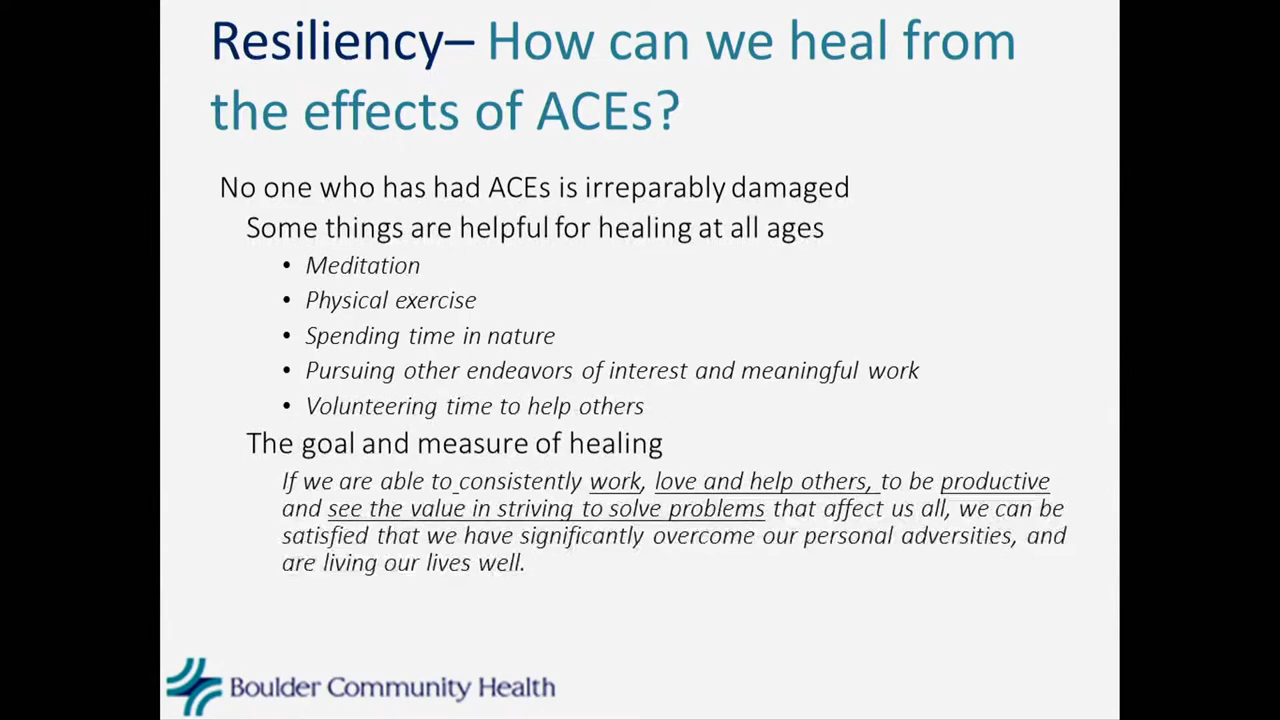 Resiliency– How can we heal from
the effects of ACEs?
No one who has had ACEs is irreparably damaged
Some things are helpful for healing at all ages
• Meditation
• Physical exercise
• Spending time in nature
• Pursuing other endeavors of interest and meaningful work
• Volunteering time to help others
The goal and measure of healing
If we are able to consistently work, love and help others, to be productive
and see the value in striving to solve problems that affect us all, we can be
satisfied that we have significantly overcome our personal adversities, and
are living our lives well.
Boulder Community Health